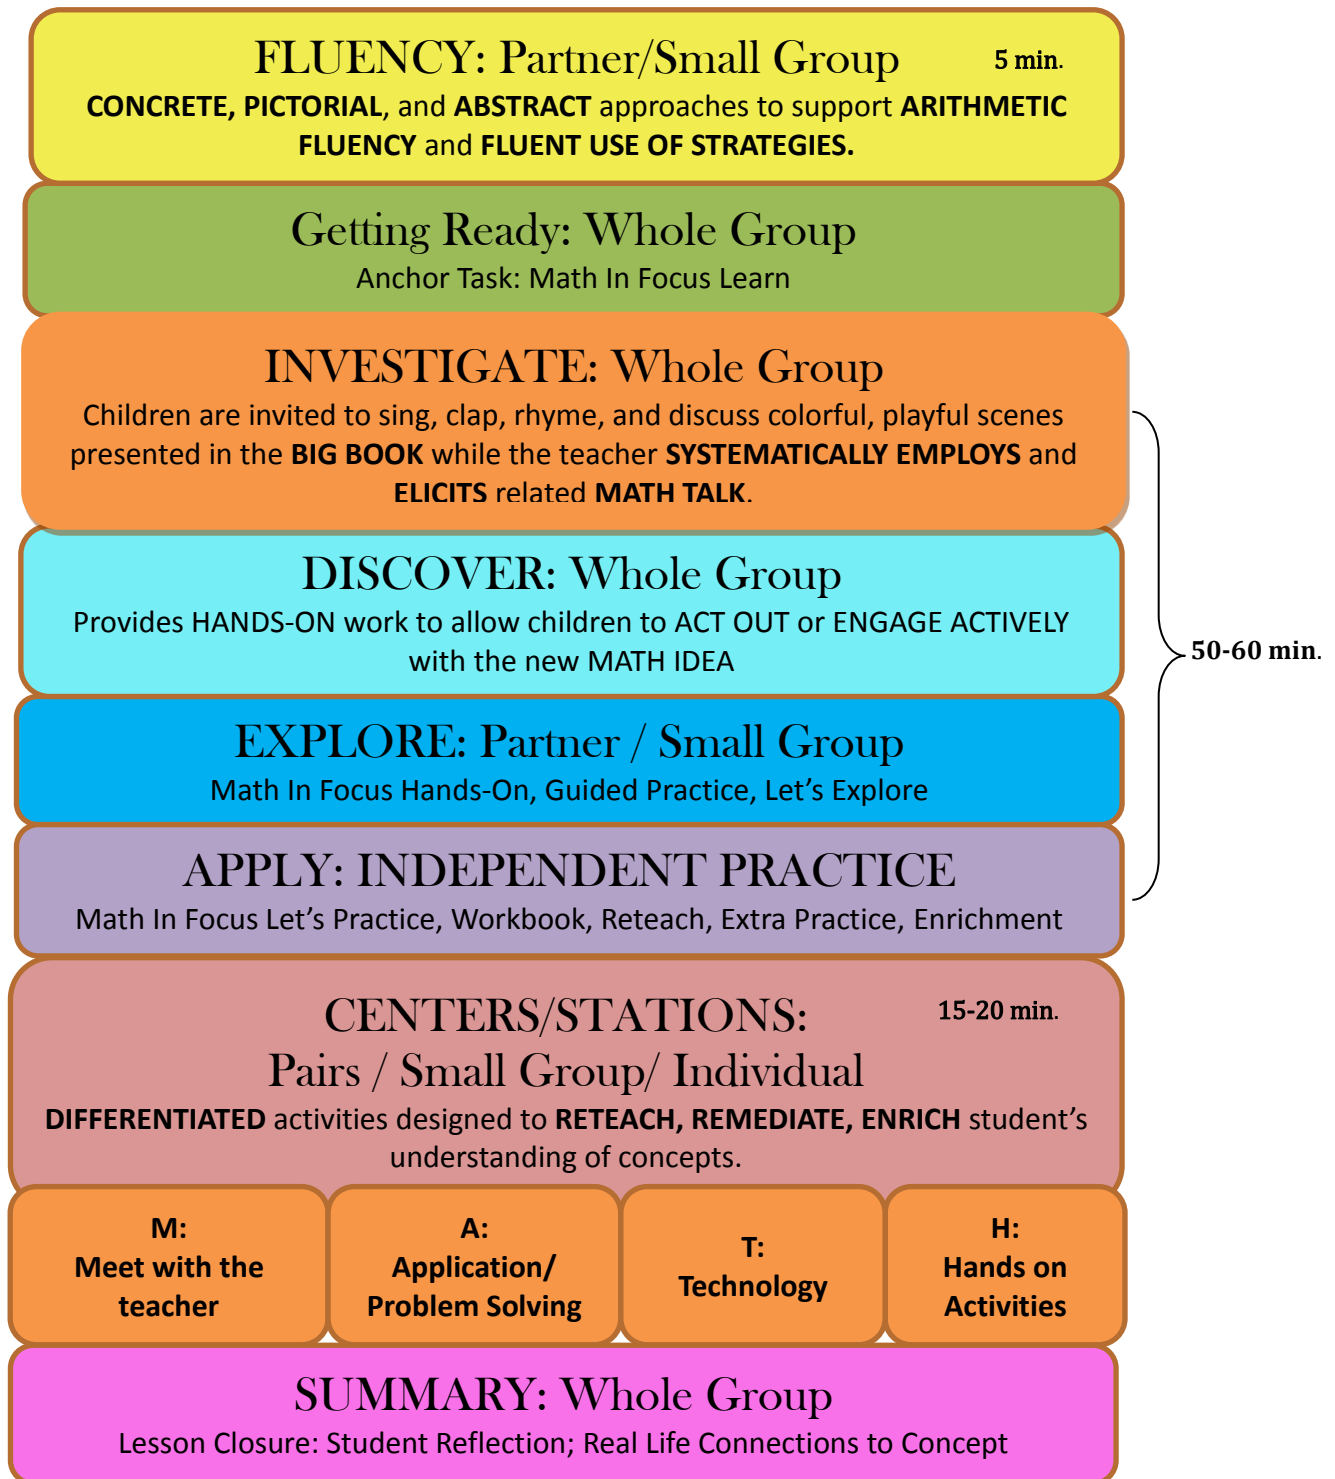 FLUENCY: Partner/Small Group 5 min.
CONCRETE, PICTORIAL, and ABSTRACT approaches to support ARITHMETIC
FLUENCY and FLUENT USE OF STRATEGIES.
Getting Ready: Whole Group
Anchor Task: Math In Focus Learn
INVESTIGATE: Whole Group
Children are invited to sing, clap, rhyme, and discuss colorful, playful scenes
presented in the BIG BOOK while the teacher SYSTEMATICALLY EMPLOYS and
ELICITS related MATH TALK.
DISCOVER: Whole Group
Provides HANDS-ON work to allow children to ACT OUT or ENGAGE ACTIVELY
with the new MATH IDEA
50-60 min.
EXPLORE: Partner / Small Group
Math In Focus Hands-On, Guided Practice, Let’s Explore
APPLY: INDEPENDENT PRACTICE
Math In Focus Let’s Practice, Workbook, Reteach, Extra Practice, Enrichment
CENTERS/STATIONS: 15-20 min.
Pairs / Small Group/ Individual
DIFFERENTIATED activities designed to RETEACH, REMEDIATE, ENRICH student’s
understanding of concepts.
M:
Meet with the
teacher
A:
Application/
Problem Solving
T:
Technology
H:
Hands on
Activities
SUMMARY: Whole Group
Lesson Closure: Student Reflection; Real Life Connections to Concept